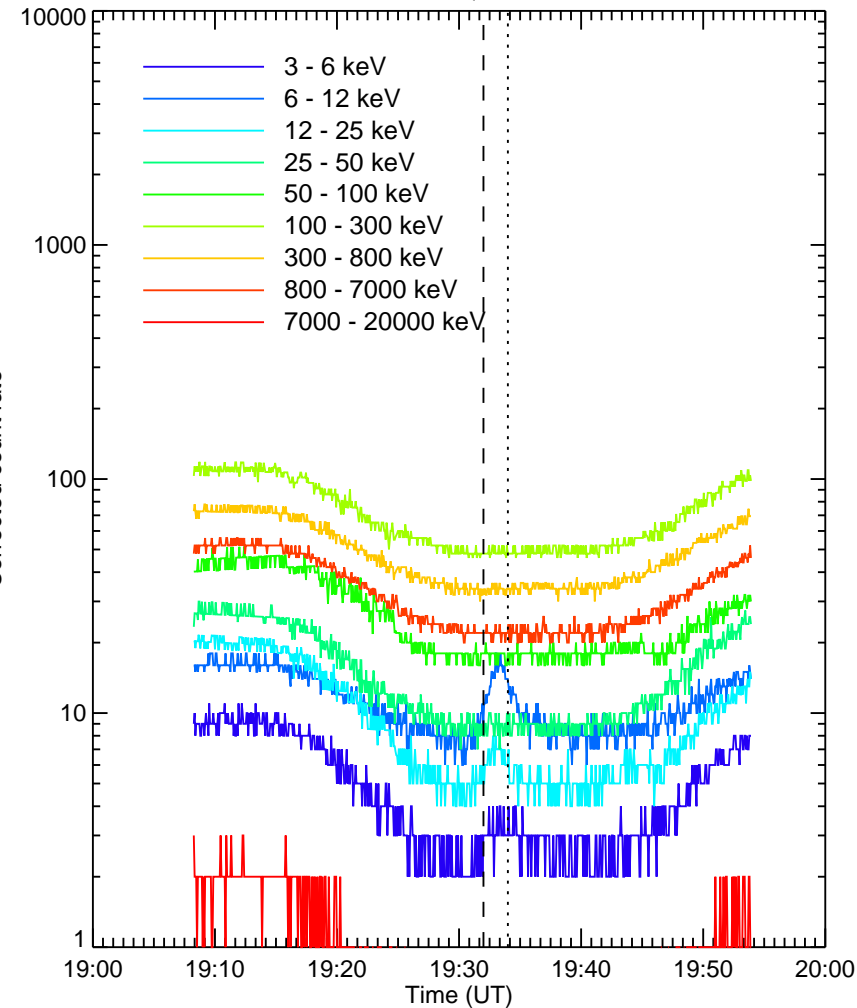 10000
1000
100
10
1
3 - 6 keV
6 - 12 keV
12 - 25 keV
25 - 50 keV
50 - 100 keV
100 - 300 keV
300 - 800 keV
800 - 7000 keV
7000 - 20000 keV
19:00 19:10 19:20 19:30 19:40 19:50 20:00
Time (UT)